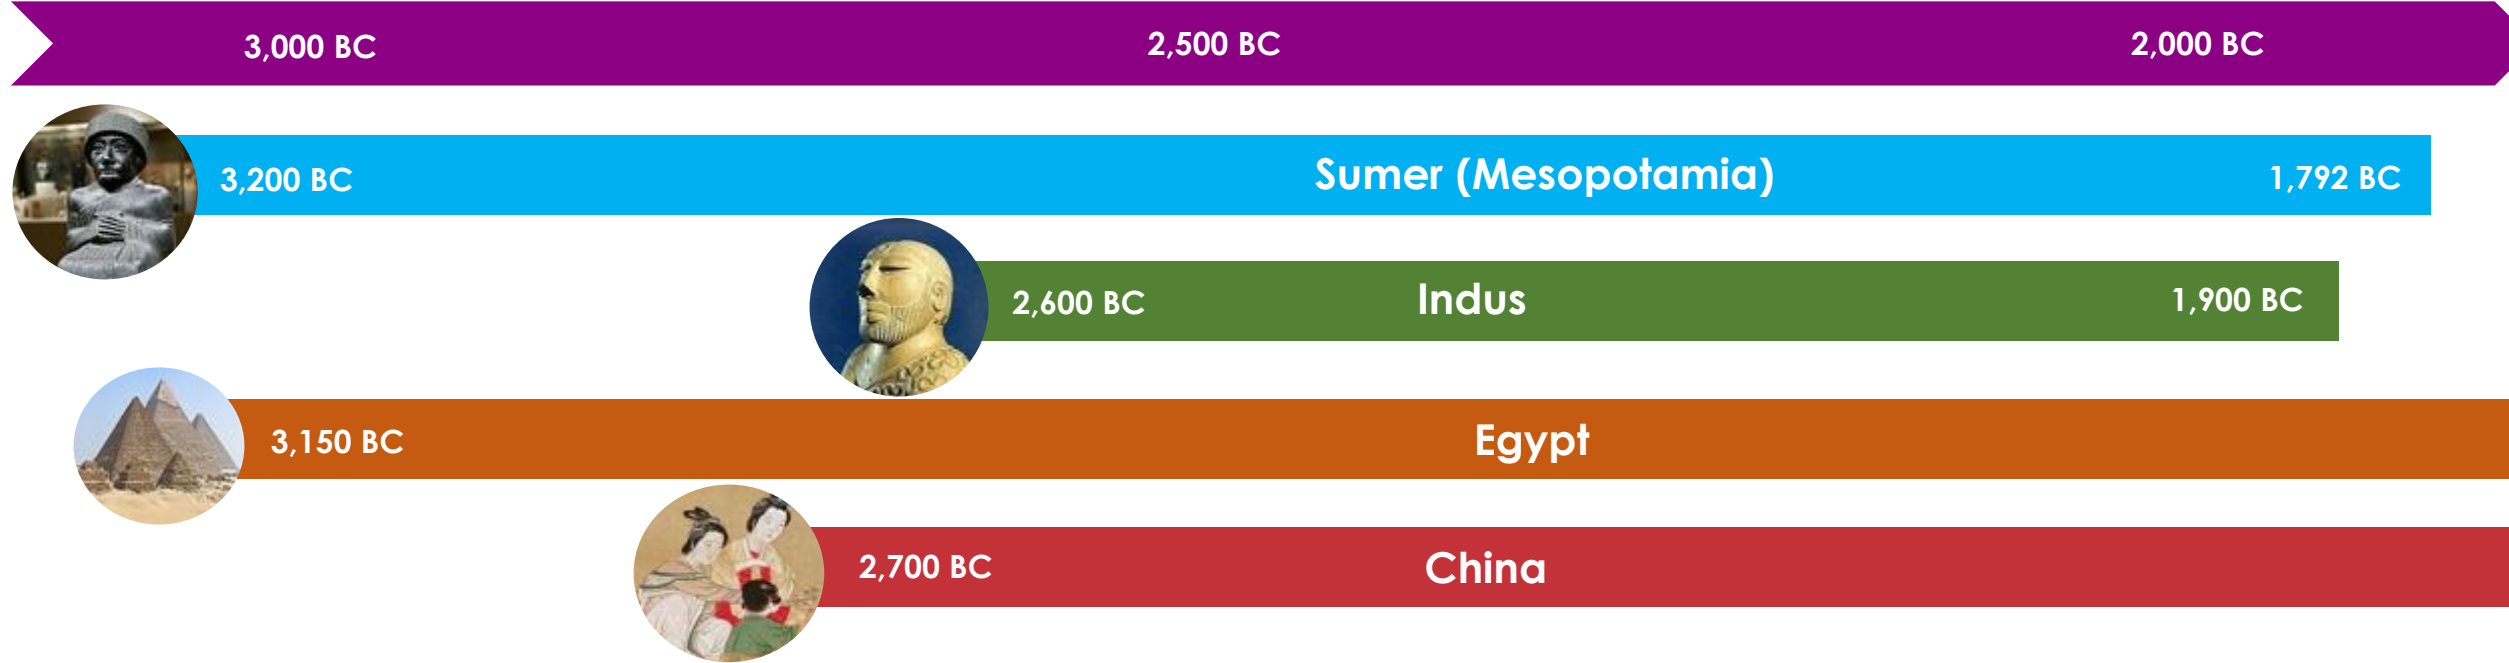 3,000 BC 2,500 BC 2,000 BC
3,200 BC Sumer (Mesopotamia) 1,792 BC
2,600 BC Indus 1,900 BC
3,150 BC Egypt
2,700 BC China